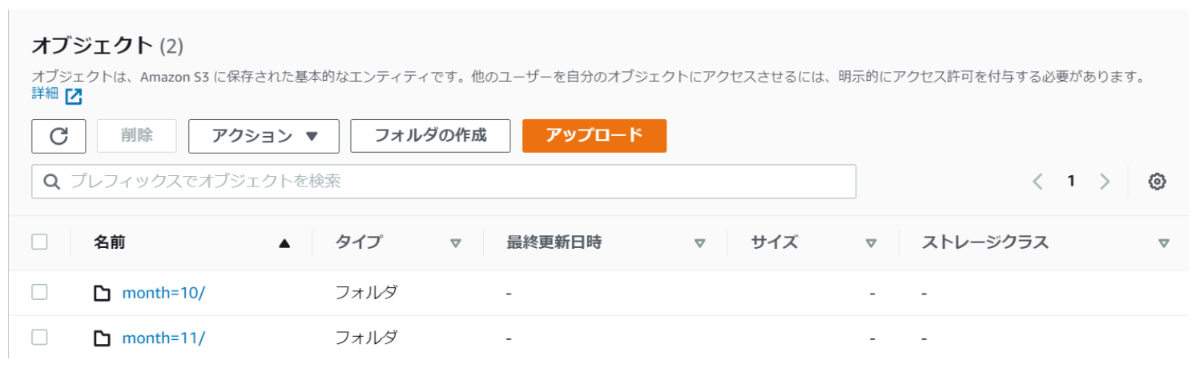 オブジェクト (2)
オブジェクトは、Amazon S3 に保存された基本的なエンティティです。他のユーザーを自分のオブジェクトにアクセスさせるには、明示的にアクセス許可を付与する必要があります。
詳細
削除 アクション ▼ フォルダの作成 アップロード
プレフィックスでオブジェクトを検索 1
名前 タイプ 最終更新日時 サイズ ストレージクラス
month=10/ フォルダ - - -
month=11/ フォルダ - - -